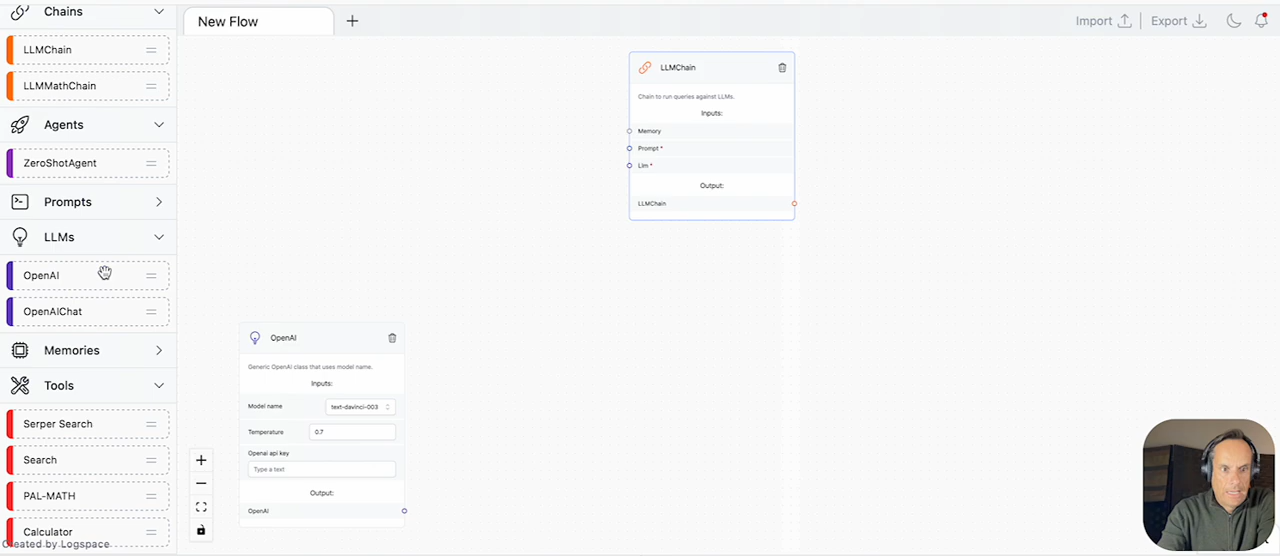 Chains
LLMChain
LLMMathChain
Agents
ZeroShotAgent
Prompts
LLMs
OpenAI
OpenAIChat
Memories
Tools
Serper Search
Search
PAL-MATH
Calculator
Created by Logspace
New Flow
Import
Export
LLMChain
Chain to run queries against LLMs.
Inputs:
Memory
Prompt *
Llm *
Output:
LLMChain
OpenAI
Generic OpenAI class that uses model name.
Inputs:
Model name text-davinci-003
Temperature 0.7
Openai api key
Type a text
Output:
OpenAI